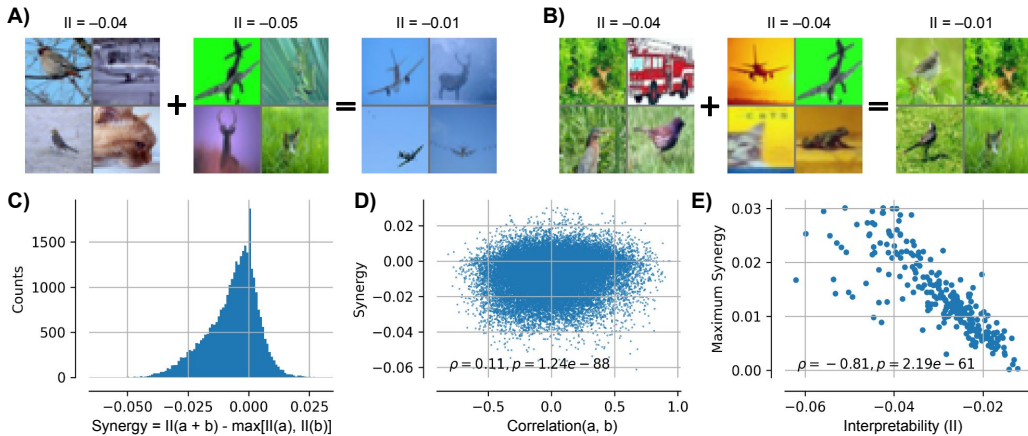 A)
II = –0.04
II = –0.05
II = –0.01
+
=
B)
II = –0.04
II = –0.04
II = –0.01
+
=
CATS
C)
Counts
1500
1000
500
0
−0.050
−0.025
0.000
0.025
Synergy = II(a + b) - max[II(a), II(b)]
D)
Synergy
0.02
0.00
−0.02
−0.04
−0.06
ρ = 0.11, p = 1.24e − 88
−0.5
0.0
0.5
1.0
Correlation(a, b)
E)
Maximum Synergy
0.03
0.02
0.01
0.00
ρ = − 0.81, p = 2.19e − 61
−0.06
−0.04
−0.02
Interpretability (II)